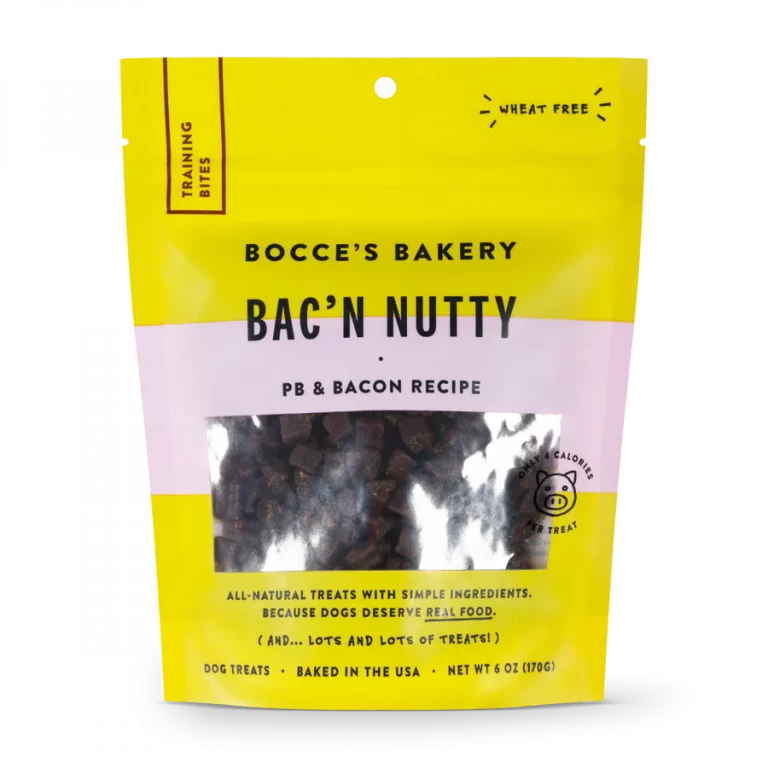 TRAINING
BITES
WHEAT FREE
BOCCE'S BAKERY
BAC'N NUTTY
PB & BACON RECIPE
ONLY 4 CALORIES
PER TREAT
ALL-NATURAL TREATS WITH SIMPLE INGREDIENTS.
BECAUSE DOGS DESERVE REAL FOOD.
(AND... LOTS AND LOTS OF TREATS!)
DOG TREATS · BAKED IN THE USA · NET WT 6 OZ (170G)